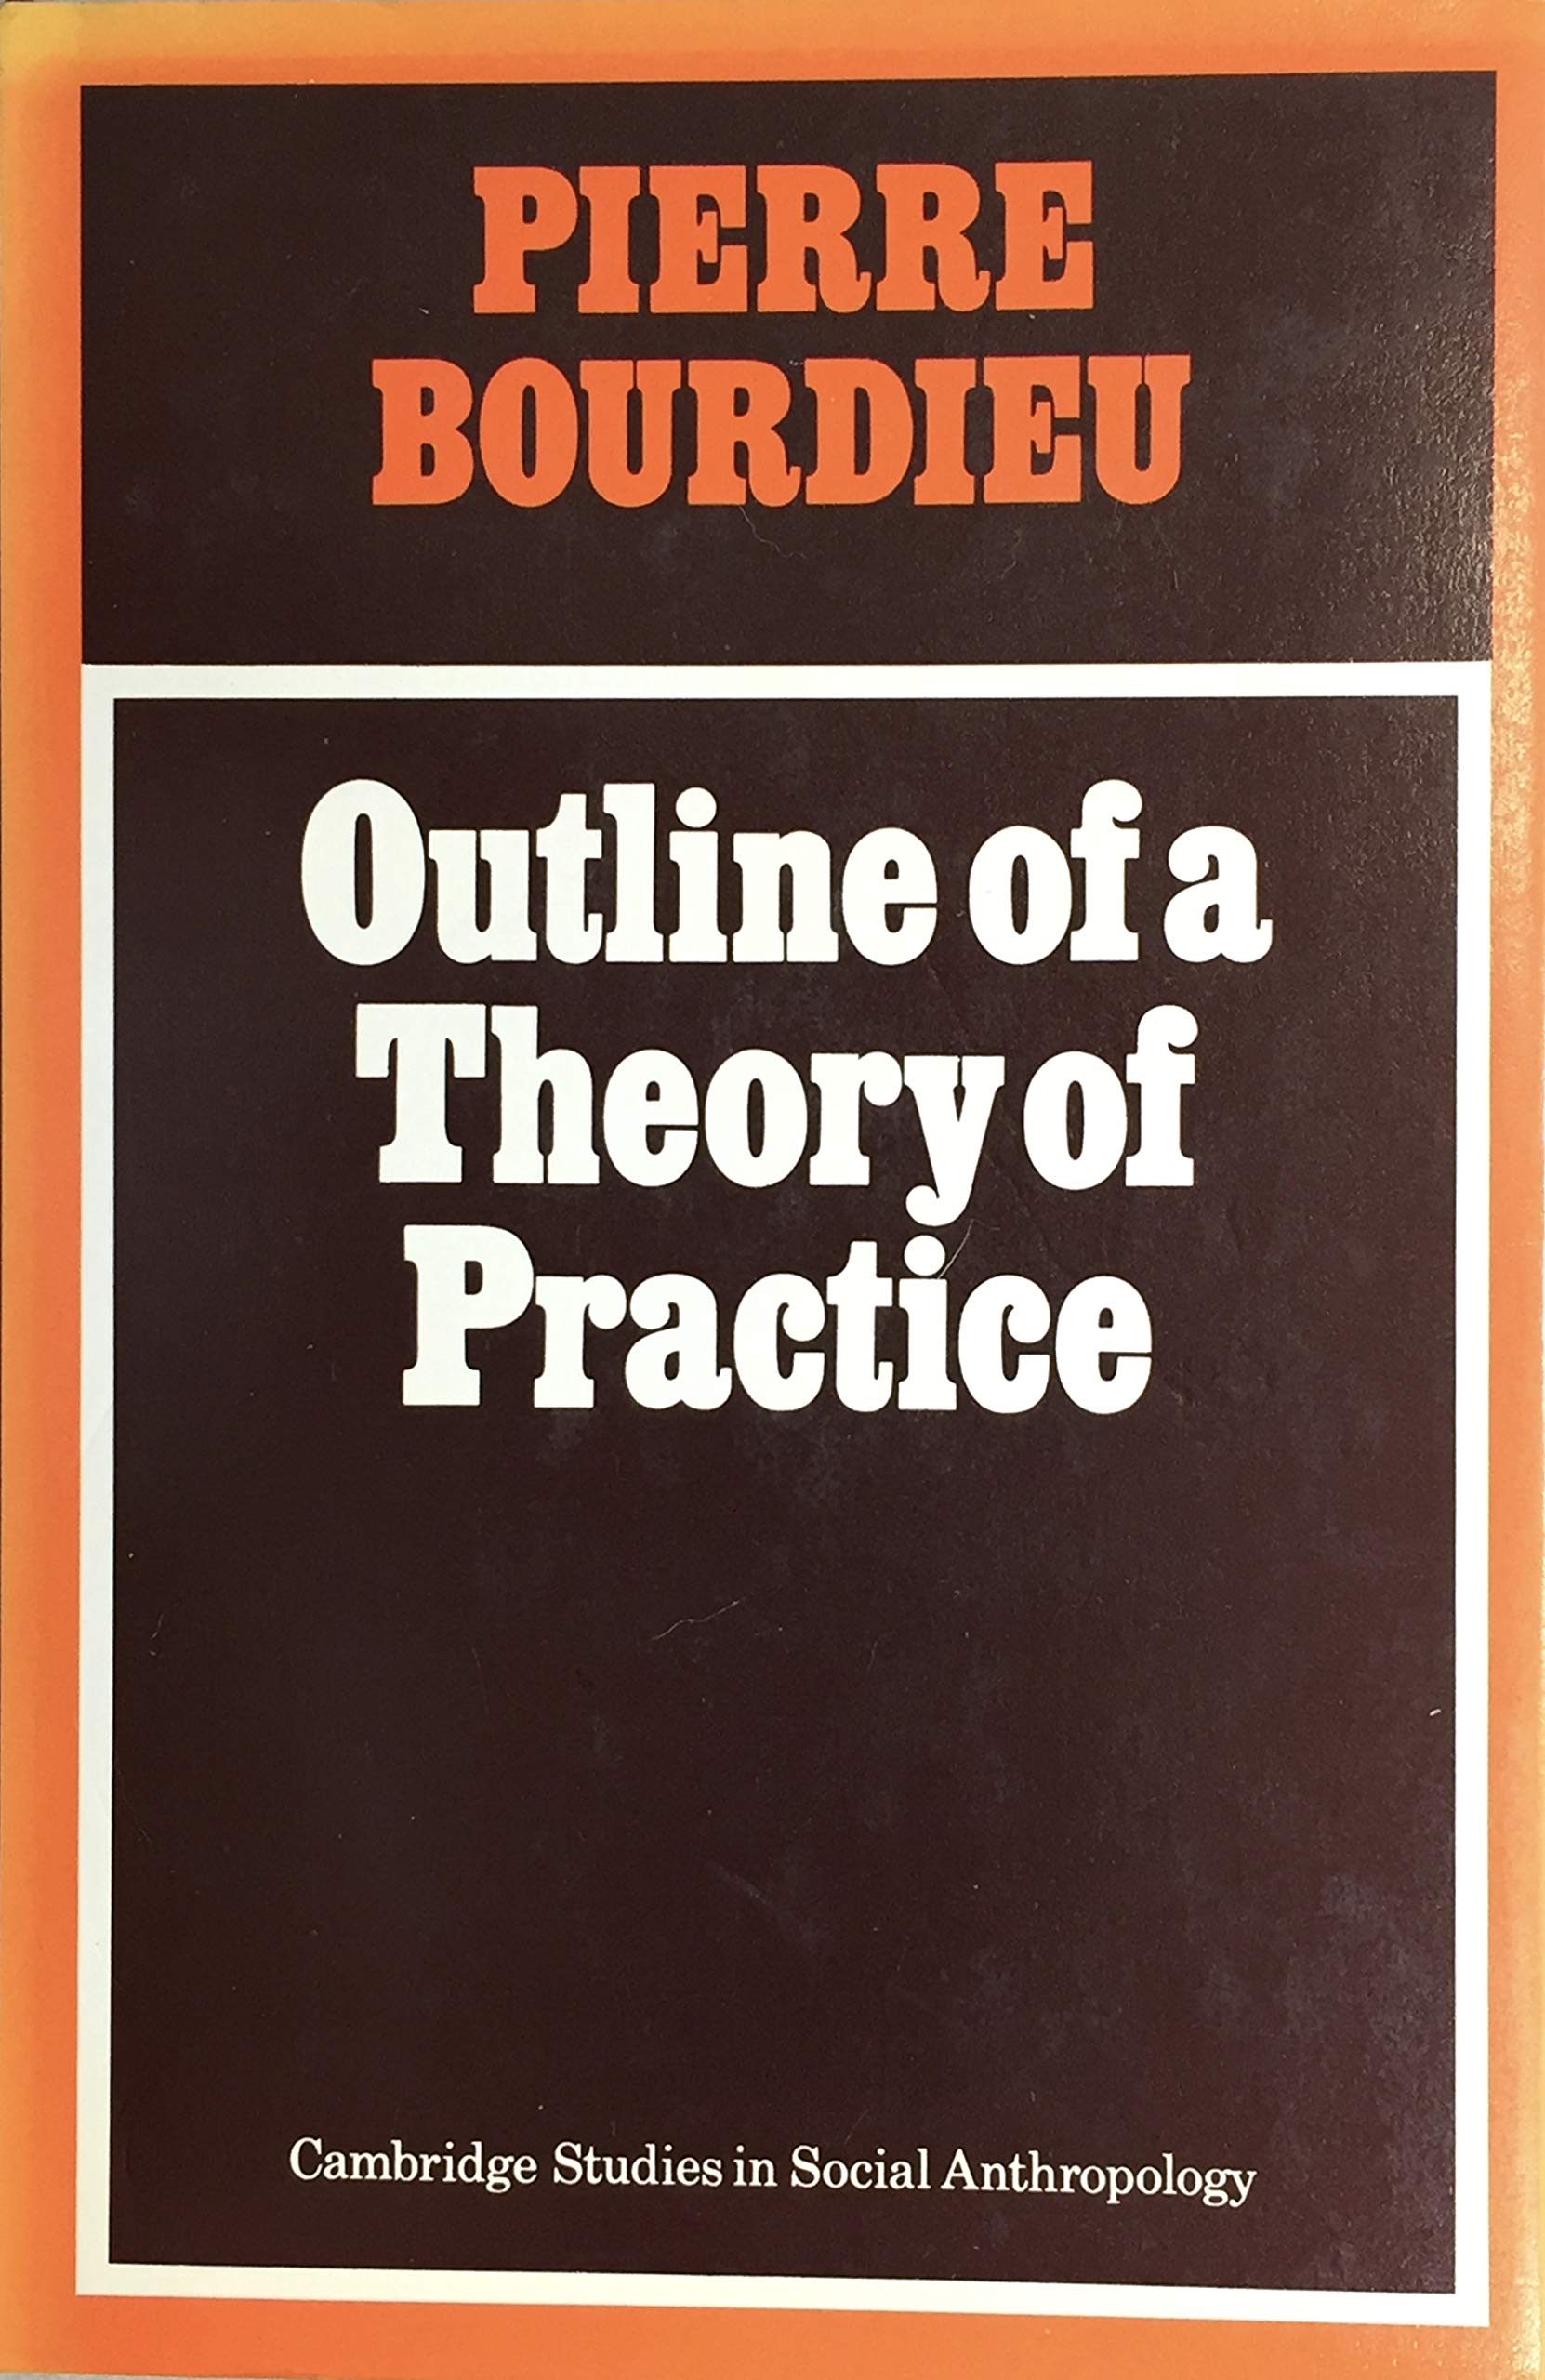 PIERRE
BOURDIEU
Outline of a
Theory of
Practice
Cambridge Studies in Social Anthropology